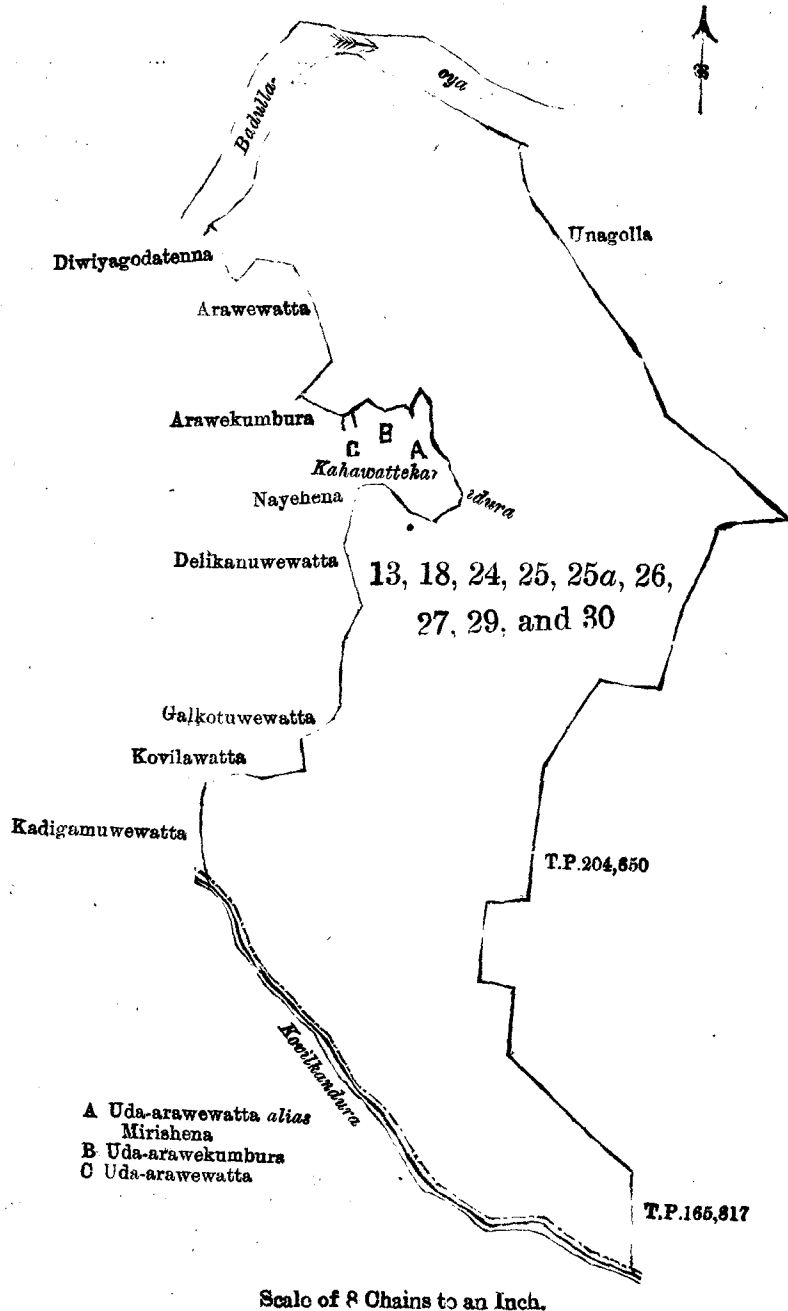 Badulla oya
Unagolla
Diwiyagodatenna
Arawewatta
Arawekumbura
B
C A
Kahawattekandura
Nayehena
Delikanuwewatta
13, 18, 24, 25, 25a, 26,
27, 29, and 30
Galkotuwewatta
Kovilawatta
Kadigamuwewatta
T.P.204,650
Kovilkandura
A Uda-arawewatta alias
Mirishena
B Uda-arawekumbura
C Uda-arawewatta
T.P.165,817
Scale of 8 Chains to an Inch.